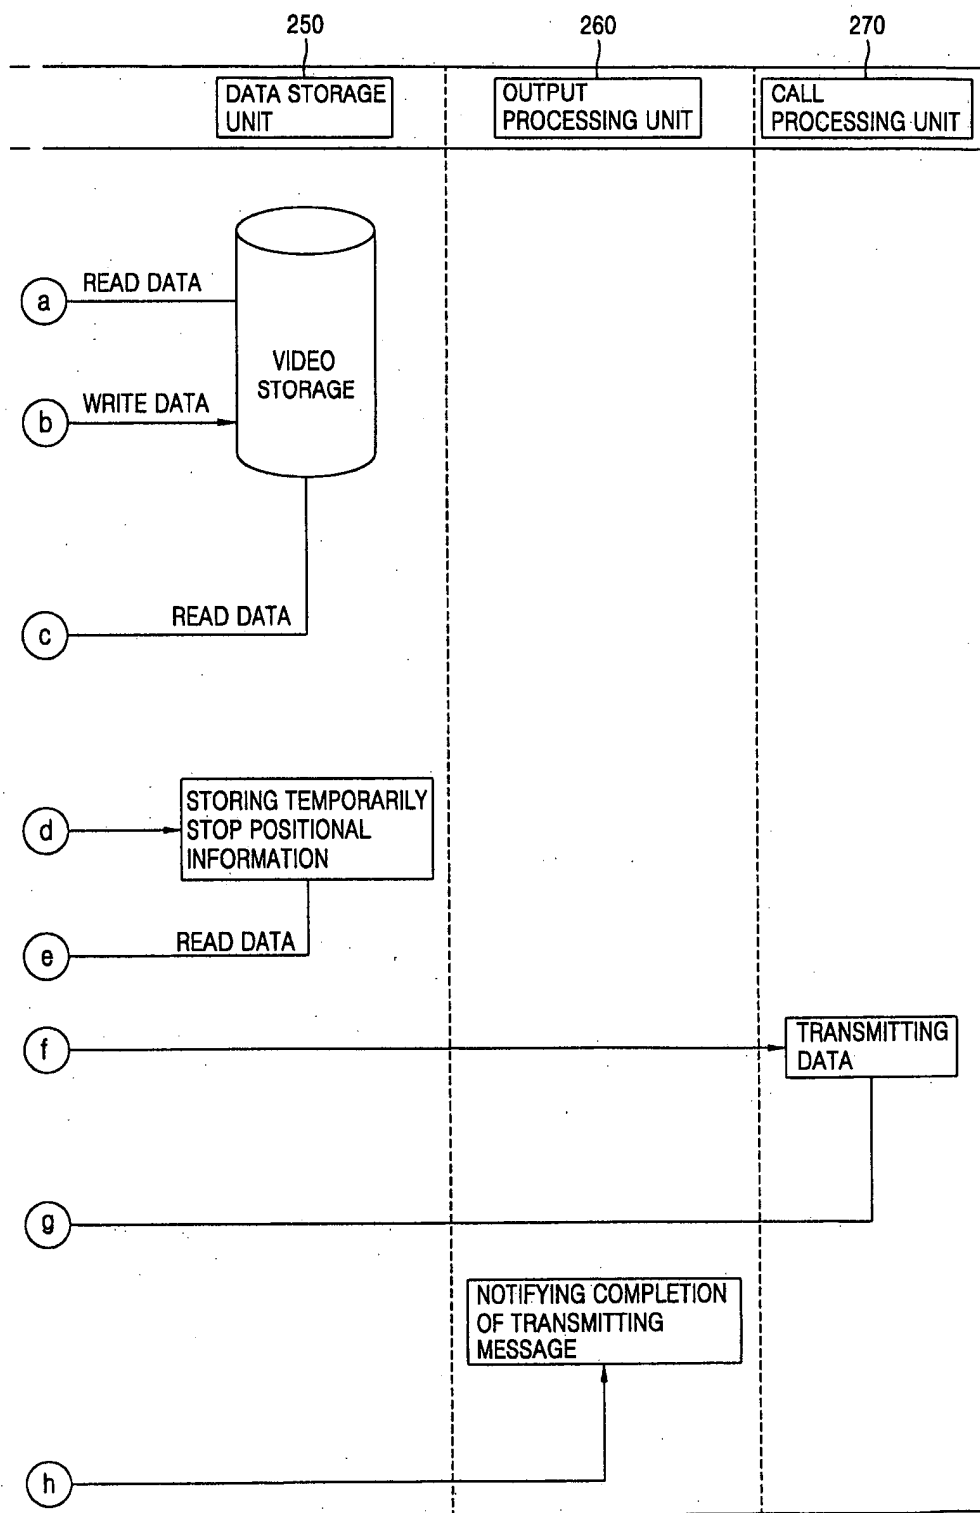 250
260
270
DATA STORAGE
UNIT
OUTPUT
PROCESSING UNIT
CALL
PROCESSING UNIT
a
READ DATA
VIDEO
STORAGE
b
WRITE DATA
c
READ DATA
d
STORING TEMPORARILY
STOP POSITIONAL
INFORMATION
e
READ DATA
f
TRANSMITTING
DATA
g
NOTIFYING COMPLETION
OF TRANSMITTING
MESSAGE
h